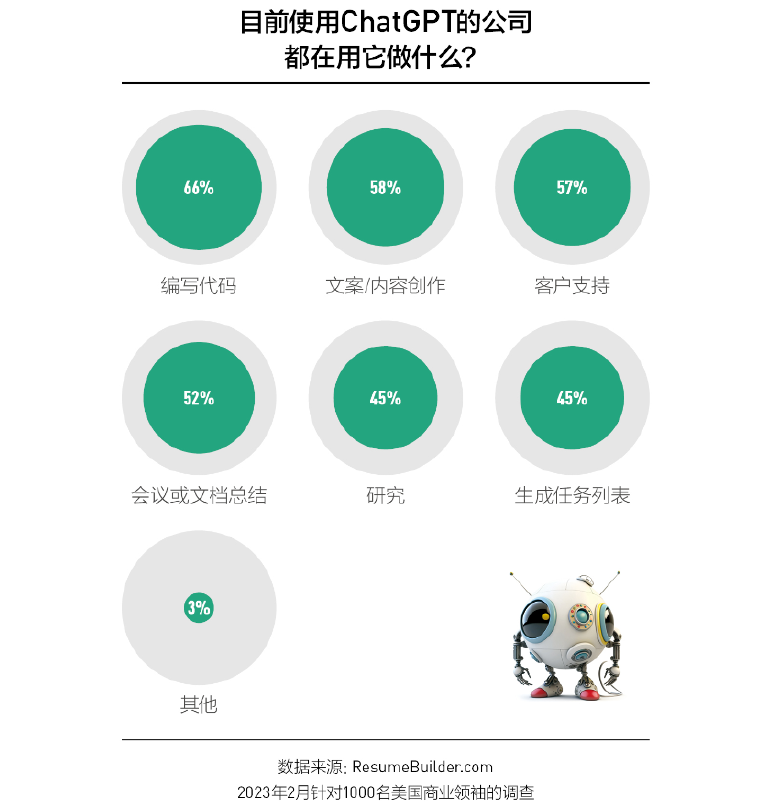 目前使用ChatGPT的公司
都在用它做什么?
66%
58%
57%
编写代码
文案/内容创作
客户支持
52%
45%
45%
会议或文档总结
研究
生成任务列表
3%
其他
数据来源: ResumeBuilder.com
2023年2月针对1000名美国商业领袖的调查